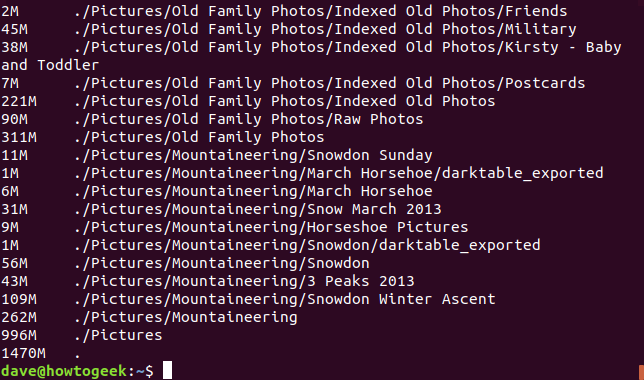 2M      ./Pictures/Old Family Photos/Indexed Old Photos/Friends
45M     ./Pictures/Old Family Photos/Indexed Old Photos/Military
38M     ./Pictures/Old Family Photos/Indexed Old Photos/Kirsty - Baby
and Toddler
7M      ./Pictures/Old Family Photos/Indexed Old Photos/Postcards
221M    ./Pictures/Old Family Photos/Indexed Old Photos
90M     ./Pictures/Old Family Photos/Raw Photos
311M    ./Pictures/Old Family Photos
11M     ./Pictures/Mountaineering/Snowdon Sunday
1M      ./Pictures/Mountaineering/March Horsehoe/darktable_exported
6M      ./Pictures/Mountaineering/March Horsehoe
31M     ./Pictures/Mountaineering/Snow March 2013
9M      ./Pictures/Mountaineering/Horseshoe Pictures
1M      ./Pictures/Mountaineering/Snowdon/darktable_exported
56M     ./Pictures/Mountaineering/Snowdon
43M     ./Pictures/Mountaineering/3 Peaks 2013
109M    ./Pictures/Mountaineering/Snowdon Winter Ascent
262M    ./Pictures/Mountaineering
996M    ./Pictures
1470M   .
dave@howtogeek:~$